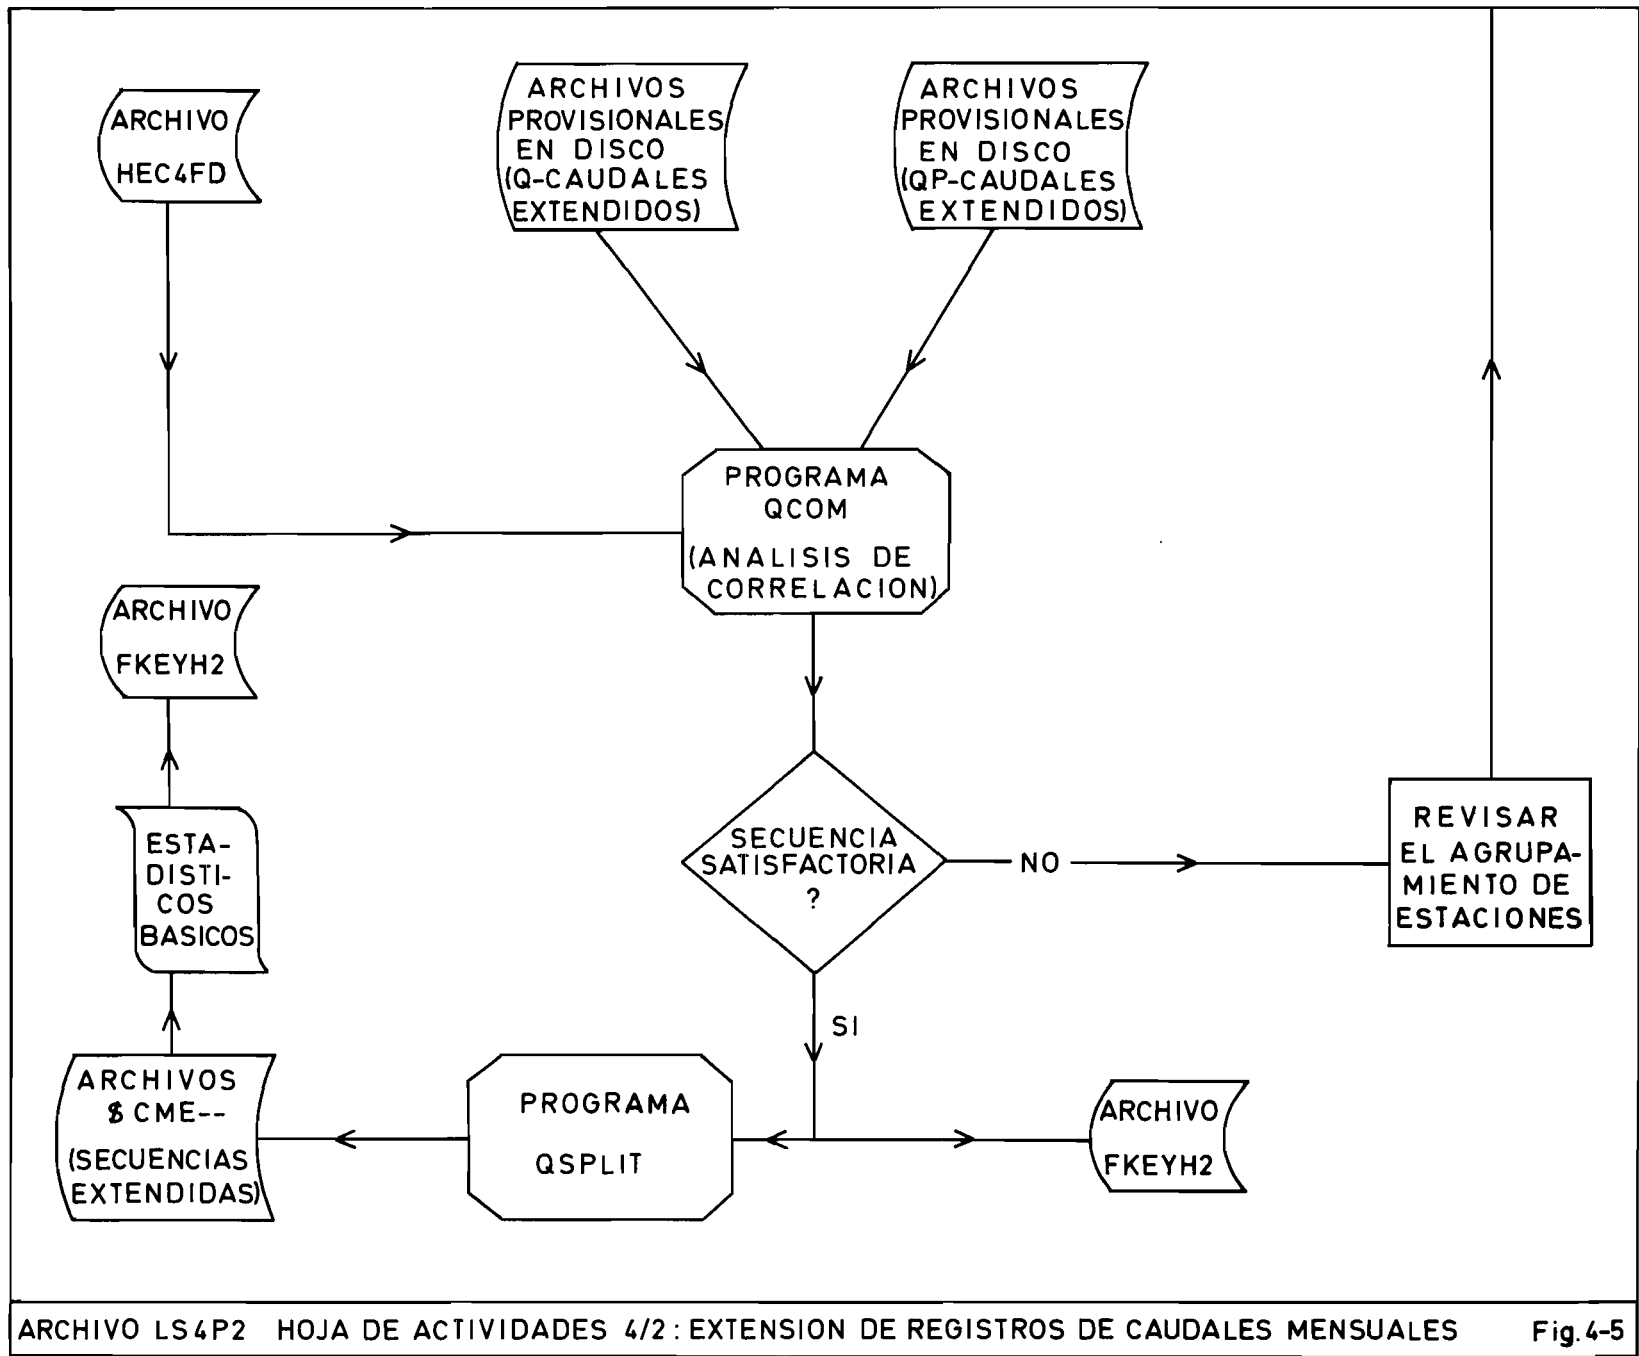 ARCHIVO
HEC4FD
ARCHIVOS
PROVISIONALES
EN DISCO
(Q-CAUDALES
EXTENDIDOS)
ARCHIVOS
PROVISIONALES
EN DISCO
(QP-CAUDALES
EXTENDIDOS)
PROGRAMA
QCOM
(ANALISIS DE
CORRELACION)
ARCHIVO
FKEYH2
ESTA-
DISTI-
COS
BASICOS
SECUENCIA
SATISFACTORIA
?
NO
REVISAR
EL AGRUPA-
MIENTO DE
ESTACIONES
SI
ARCHIVOS
$CME--
(SECUENCIAS
EXTENDIDAS)
PROGRAMA
QSPLIT
ARCHIVO
FKEYH2
ARCHIVO LS4P2 HOJA DE ACTIVIDADES 4/2: EXTENSION DE REGISTROS DE CAUDALES MENSUALES Fig. 4-5